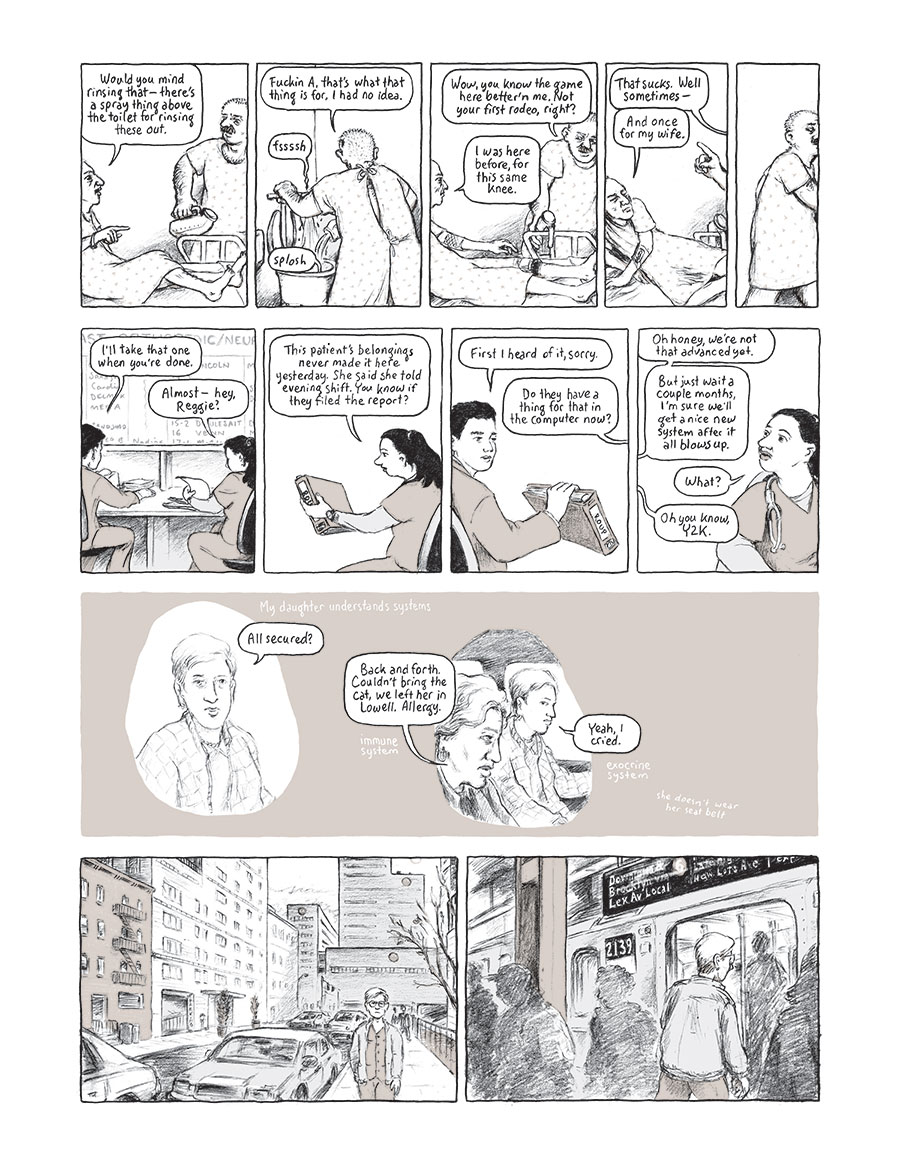 Would you mind
rinsing that— there's
a spray thing above
the toilet for rinsing
these out.
Fuckin A, that's what that
thing is for, I had no idea.
fssssh
splosh
Wow, you know the game
here better'n me. Not
your first rodeo, right?
I was here
before, for
this same
knee.
That sucks. Well
sometimes—
And once
for my wife.
I'll take that one
when you're done.
Almost— hey,
Reggie?
This patient's belongings
never made it here
yesterday. She said she told
evening shift. You know if
they filed the report?
First I heard of it, sorry.
Do they have a
thing for that in
the computer now?
Oh honey, we're not
that advanced yet.
But just wait a
couple months,
I'm sure we'll
get a nice new
system after it
all blows up.
What?
Oh you know,
Y2K.
My daughter understands systems
All secured?
Back and forth.
Couldn't bring the
cat, we left her in
Lowell. Allergy.
immune
system
Yeah, I
cried.
exocrine
system
she doesn't wear
her seat belt
Brooklyn
Lex Av Local
New Lots Ave
2139